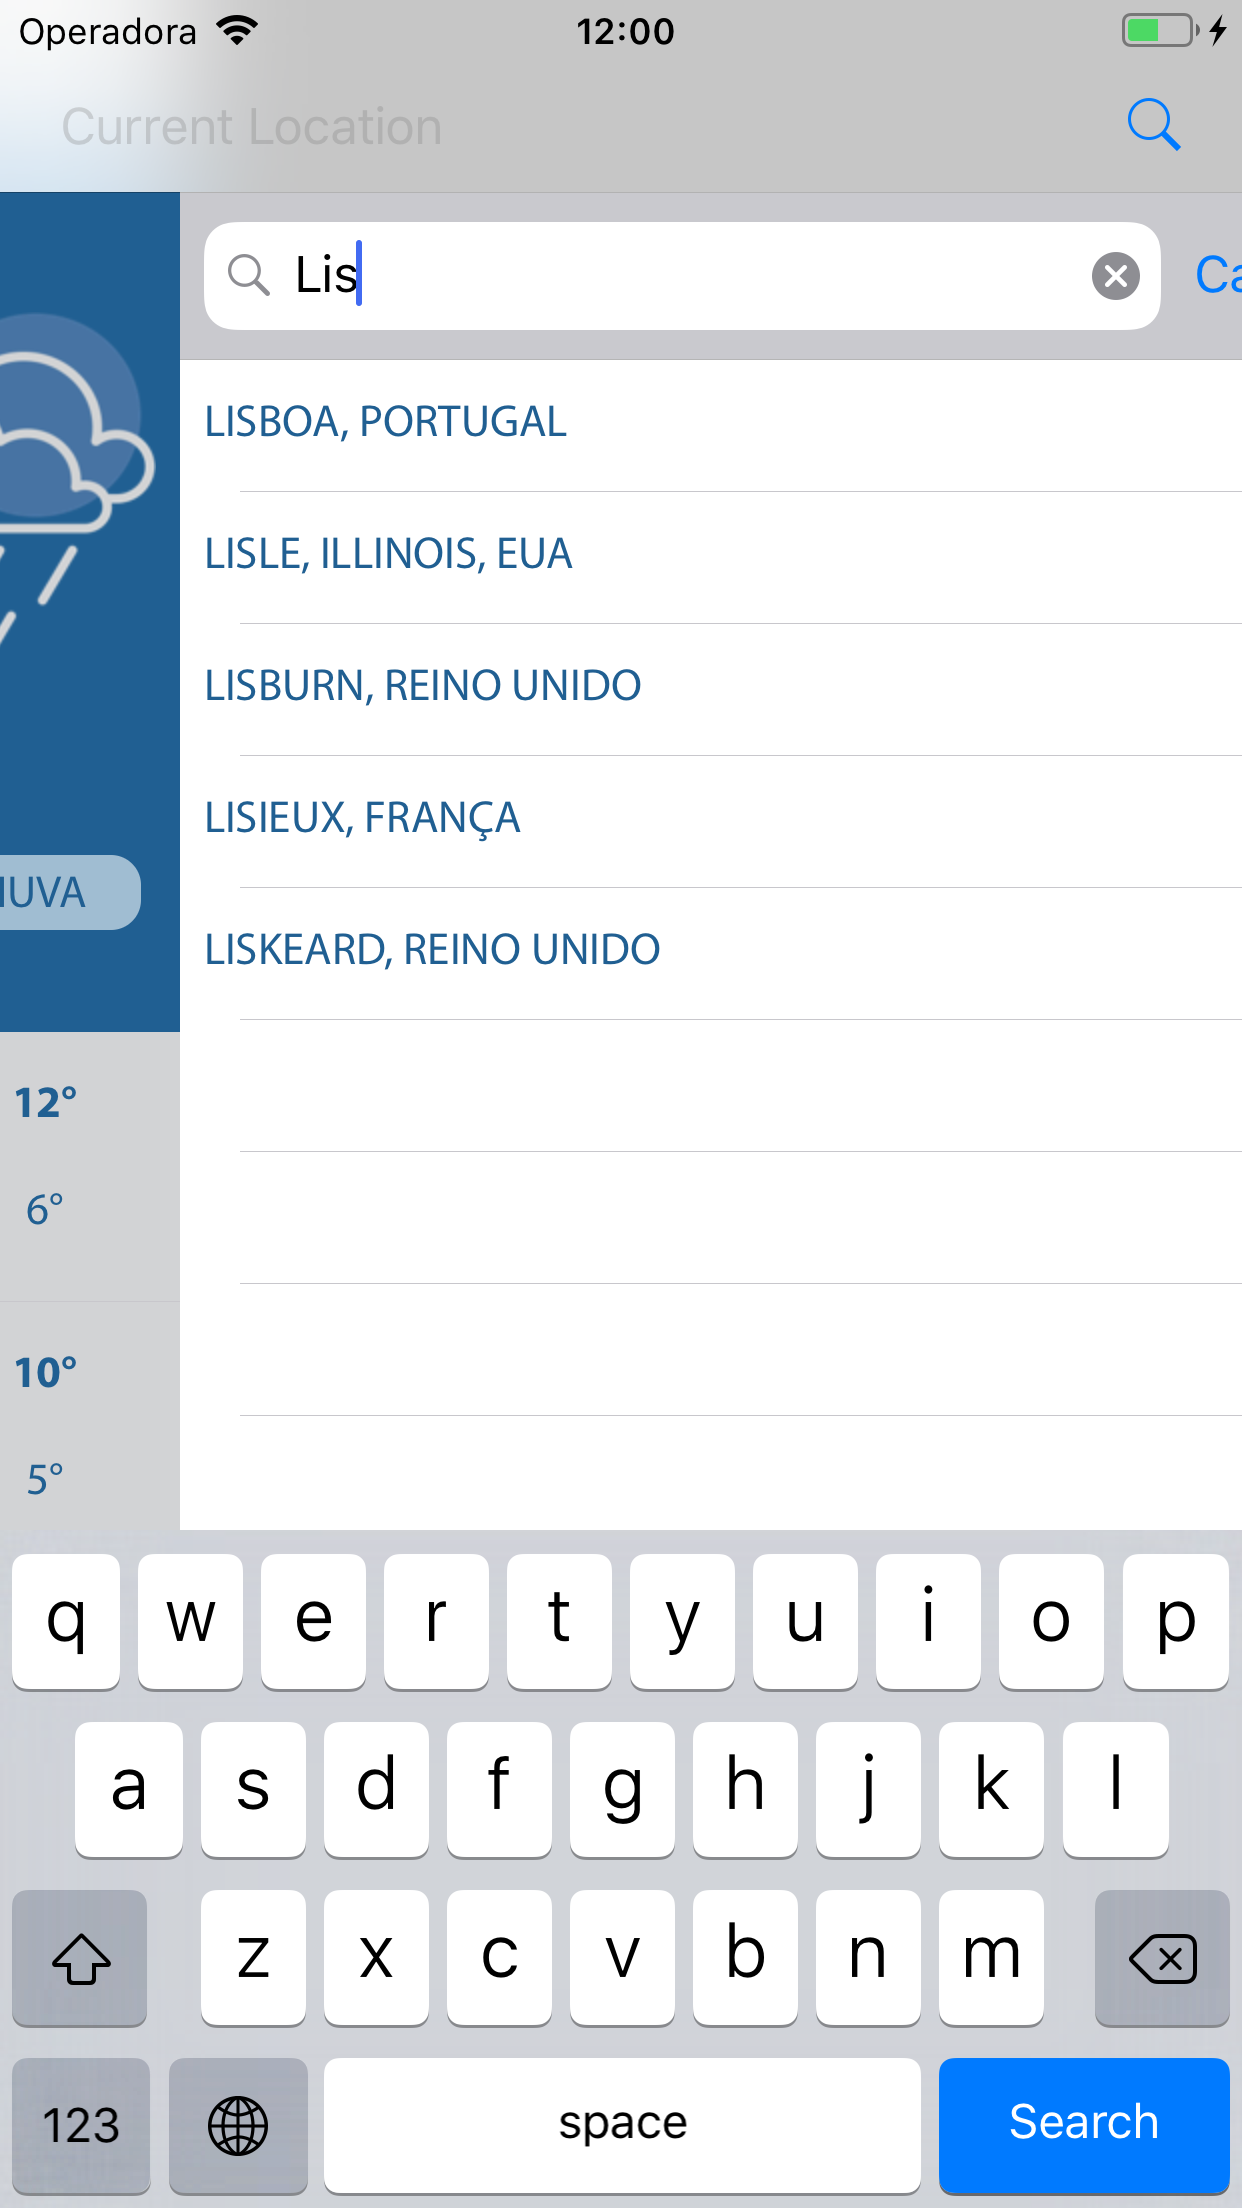 Operadora
12:00
Current Location
Lis
Ca
LISBOA, PORTUGAL
LISLE, ILLINOIS, EUA
LISBURN, REINO UNIDO
LISIEUX, FRANÇA
UVA
LISKEARD, REINO UNIDO
12°
6°
10°
5°
q w e r t y u i o p
a s d f g h j k l
z x c v b n m
123 space Search